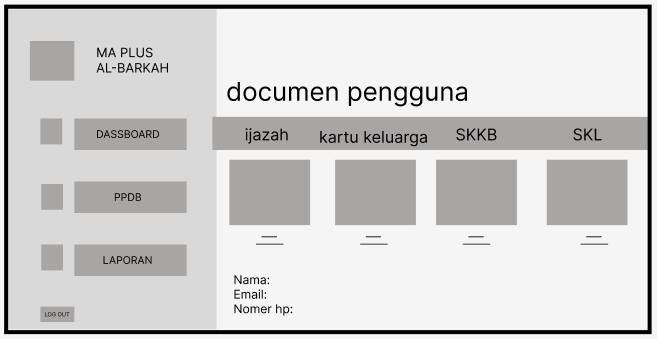 MA PLUS
AL-BARKAH
documen pengguna
ijazah kartu keluarga SKKB SKL
DASSBOARD
PPDB
LAPORAN
Nama:
Email:
Nomer hp:
LOG OUT